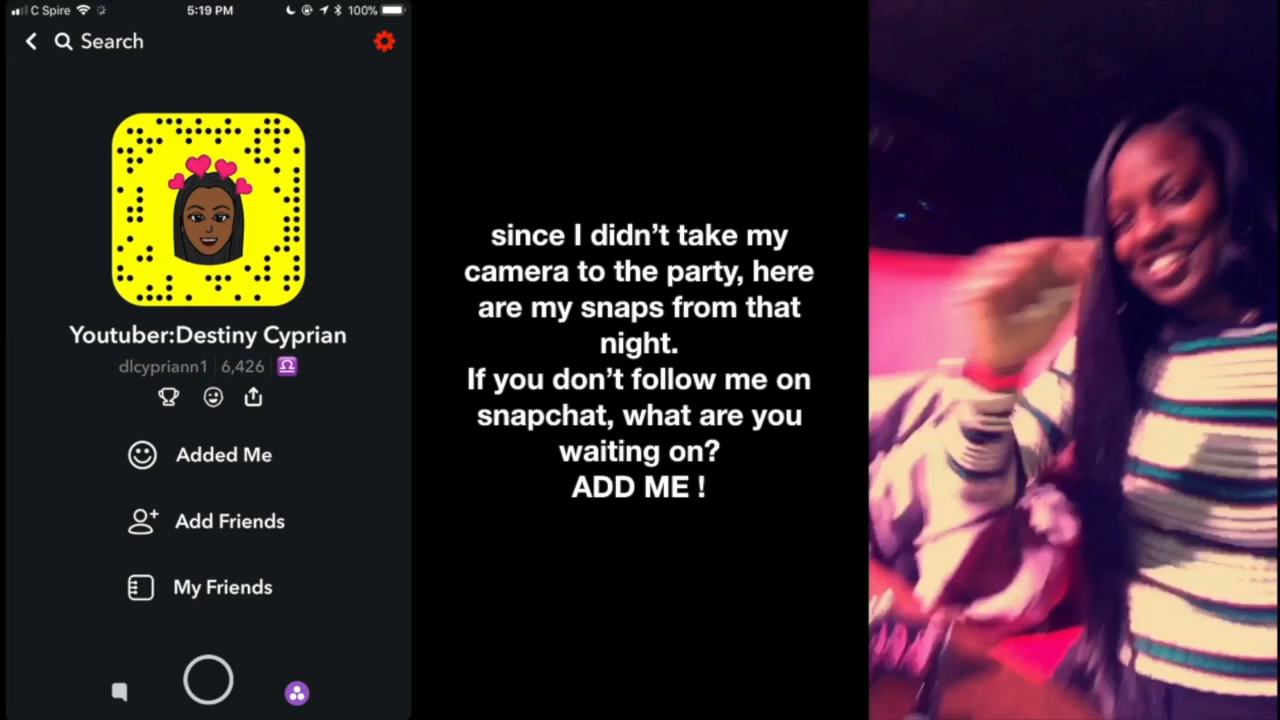 C Spire 5:19 PM 100%
Search
Youtuber:Destiny Cyprian
dlcypriann1 6,426
Added Me
Add Friends
My Friends
since I didn’t take my
camera to the party, here
are my snaps from that
night.
If you don’t follow me on
snapchat, what are you
waiting on?
ADD ME !